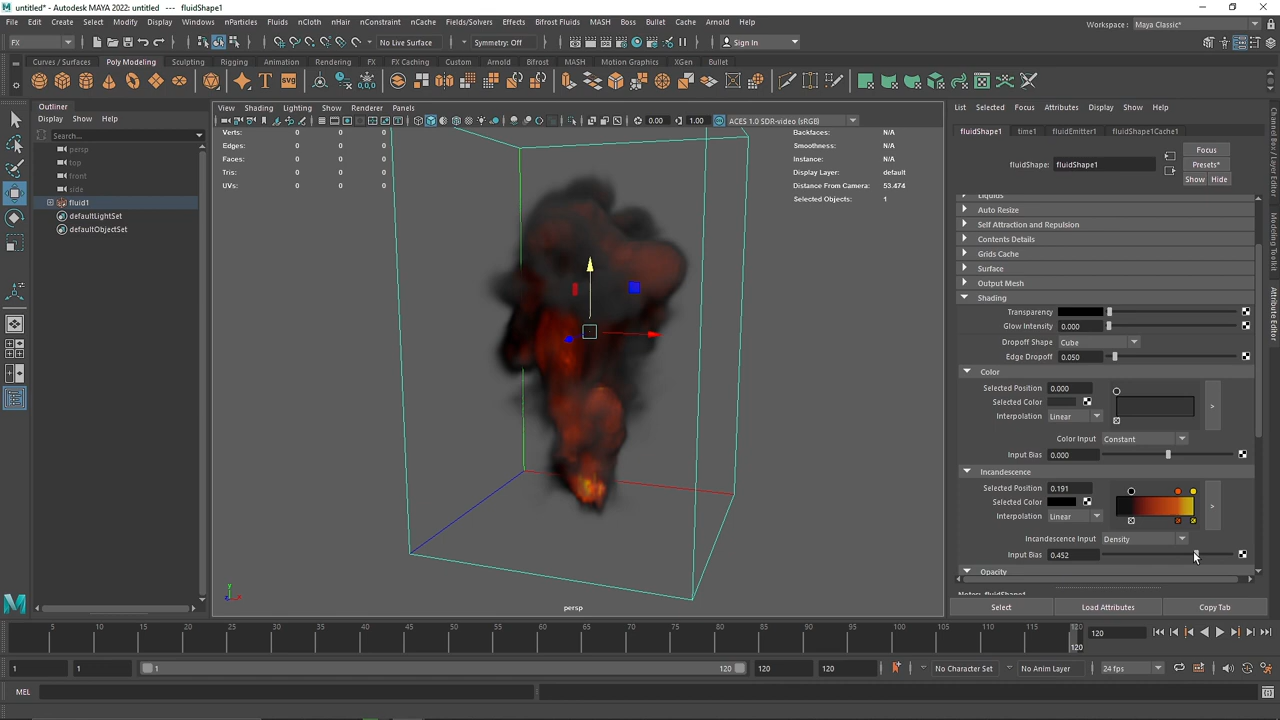 untitled* - Autodesk MAYA 2022: untitled --- fluidShape1
File Edit Create Select Modify Display Windows nParticles Fluids nCloth nHair nConstraint nCache Fields/Solvers Effects Bifrost Fluids MASH Boss Bullet Cache Arnold Help
Workspace : Maya Classic*
FX No Live Surface Symmetry: Off Sign In
Curves / Surfaces Poly Modeling Sculpting Rigging Animation Rendering FX FX Caching Custom Arnold Bifrost MASH Motion Graphics XGen Bullet
Outliner
Display Show Help
Search...
persp
top
front
side
fluid1
defaultLightSet
defaultObjectSet
View Shading Lighting Show Renderer Panels
0.00 1.00 ACES 1.0 SDR-video (sRGB)
Verts: 0 0 0
Edges: 0 0 0
Faces: 0 0 0
Tris: 0 0 0
UVs: 0 0 0
Backfaces: N/A
Smoothness: N/A
Instance: N/A
Display Layer: default
Distance From Camera: 53.474
Selected Objects: 1
persp
List Selected Focus Attributes Display Show Help
fluidShape1 time1 fluidEmitter1 fluidShape1Cache1
Focus
fluidShape: fluidShape1 Presets*
Show Hide
Liquids
Auto Resize
Self Attraction and Repulsion
Contents Details
Grids Cache
Surface
Output Mesh
Shading
Transparency
Glow Intensity 0.000
Dropoff Shape Cube
Edge Dropoff 0.050
Color
Selected Position 0.000
Selected Color
Interpolation Linear
>
Color Input Constant
Input Bias 0.000
Incandescence
Selected Position 0.191
Selected Color
Interpolation Linear
>
Incandescence Input Density
Input Bias 0.452
Opacity
Notes: fluidShape1
Select Load Attributes Copy Tab
Channel Box / Layer Editor
Modeling Toolkit
Attribute Editor
5 10 15 20 25 30 35 40 45 50 55 60 65 70 75 80 85 90 95 100 105 110 115 120
120
120
1 1 1 120 120 120 No Character Set No Anim Layer 24 fps
MEL